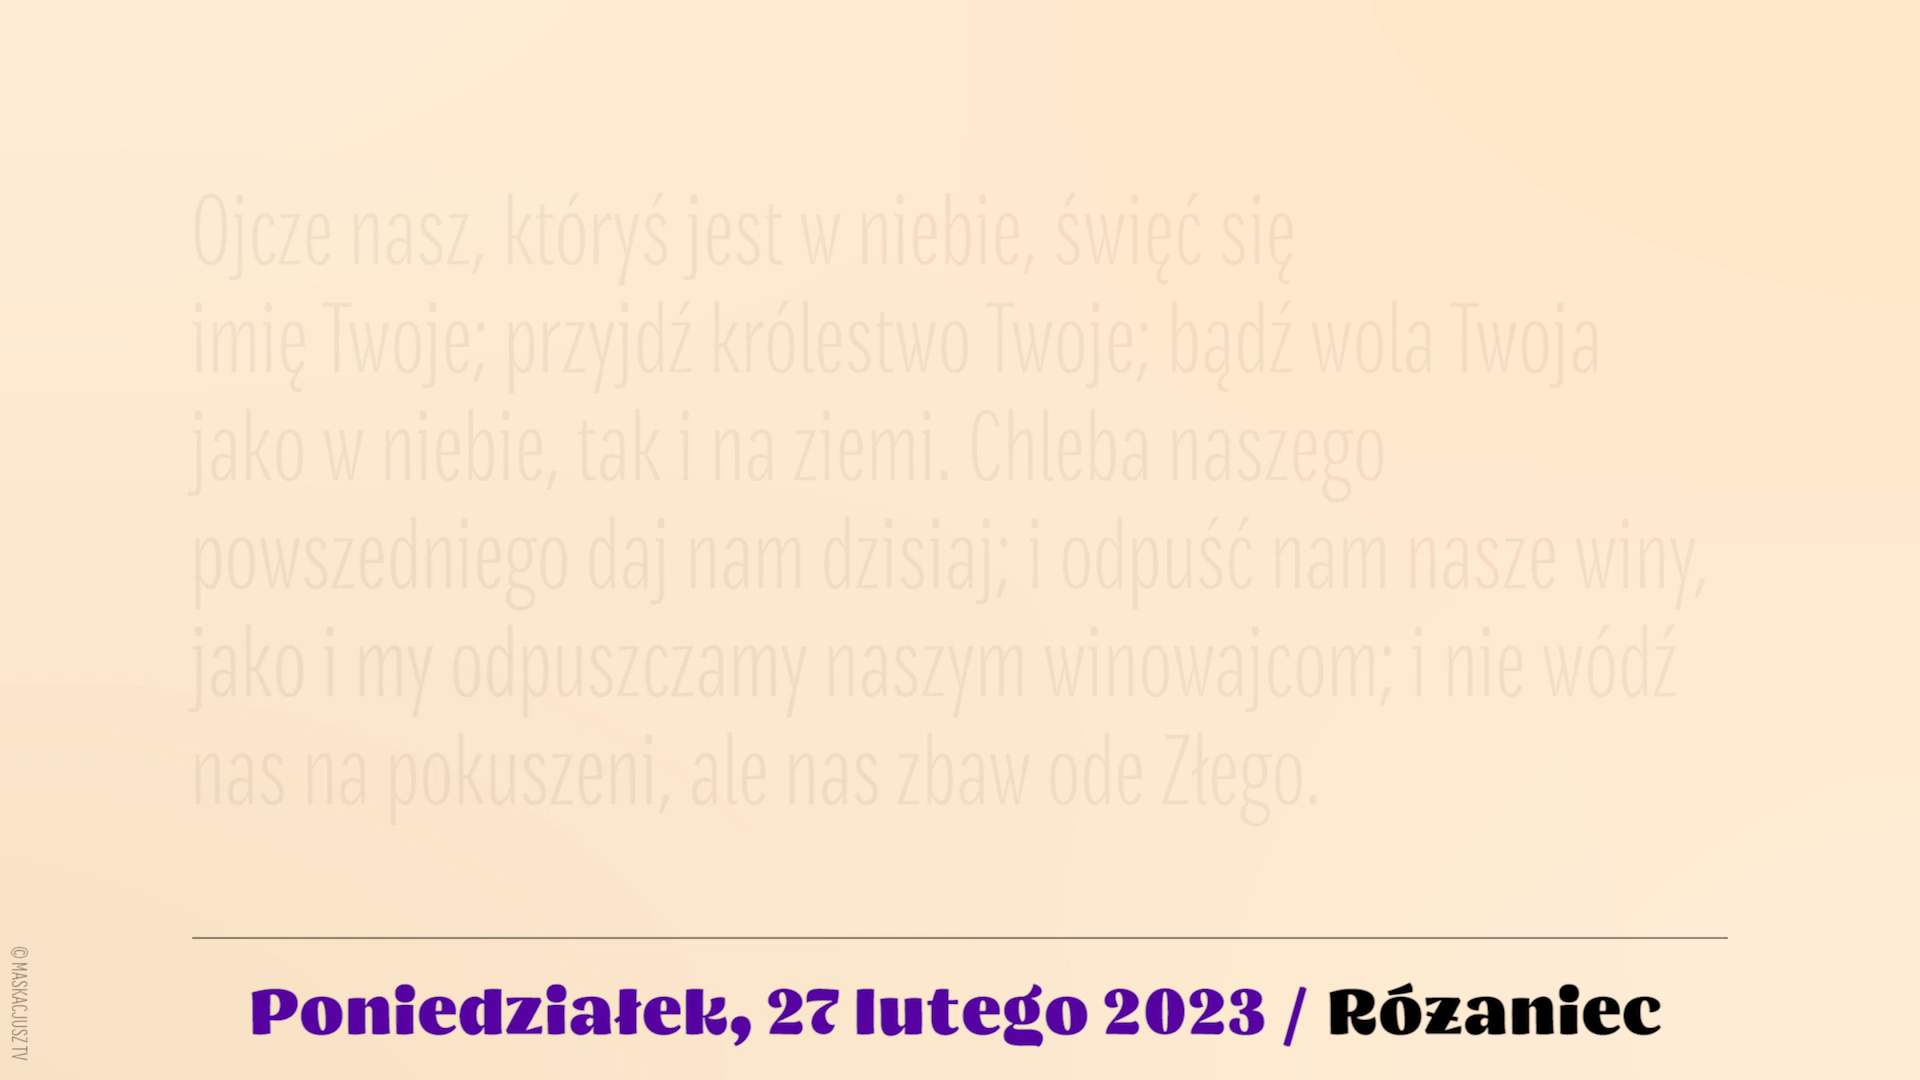 Ojcze nasz, któryś jest w niebie, święć się
imię Twoje; przyjdź królestwo Twoje; bądź wola Twoja
jako w niebie, tak i na ziemi. Chleba naszego
powszedniego daj nam dzisiaj; i odpuść nam nasze winy,
jako i my odpuszczamy naszym winowajcom; i nie wódź
nas na pokuszeni, ale nas zbaw ode Złego.
Poniedziałek, 27 lutego 2023 / Rózaniec
© MASKACJUSZ TV